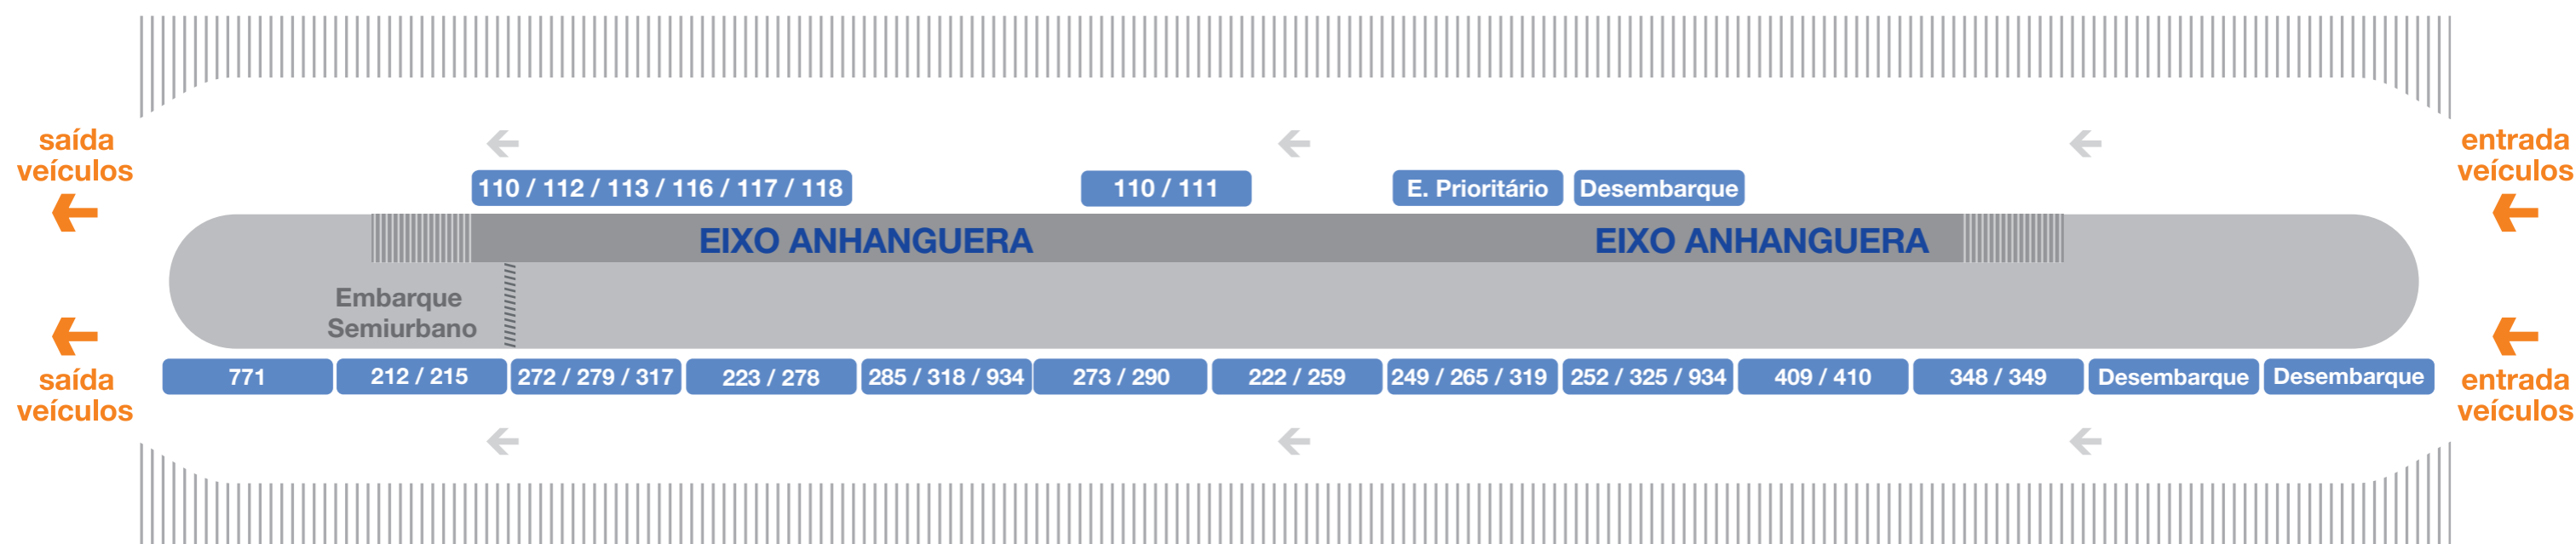 saída
veículos
entrada
veículos
110 / 112 / 113 / 116 / 117 / 118
110 / 111
E. Prioritário
Desembarque
EIXO ANHANGUERA
EIXO ANHANGUERA
Embarque
Semiurbano
771
212 / 215
272 / 279 / 317
223 / 278
285 / 318 / 934
273 / 290
222 / 259
249 / 265 / 319
252 / 325 / 934
409 / 410
348 / 349
Desembarque
Desembarque
saída
veículos
entrada
veículos